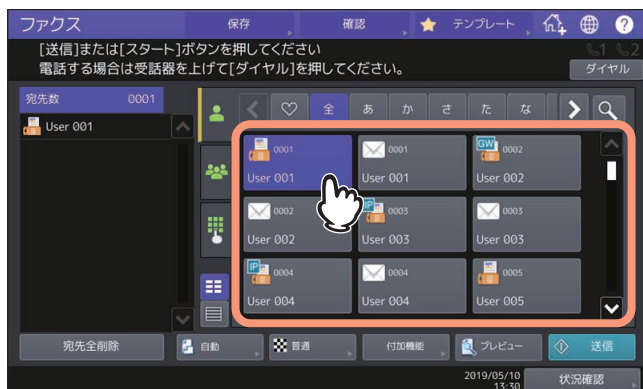 ファクス 保存 確認 テンプレート ?
[送信]または[スタート]ボタンを押してください
電話する場合は受話器を上げて[ダイヤル]を押してください。
1 2
ダイヤル
宛先数 0001
User 001
全 あ か さ た な
0001 User 001
0001 User 001
GW 0002 User 002
0002 User 002
IP 0003 User 003
0003 User 003
IP 0004 User 004
0004 User 004
0005 User 005
宛先全削除 自動 普通 付加機能 プレビュー 送信
2019/05/10
13:30
状況確認